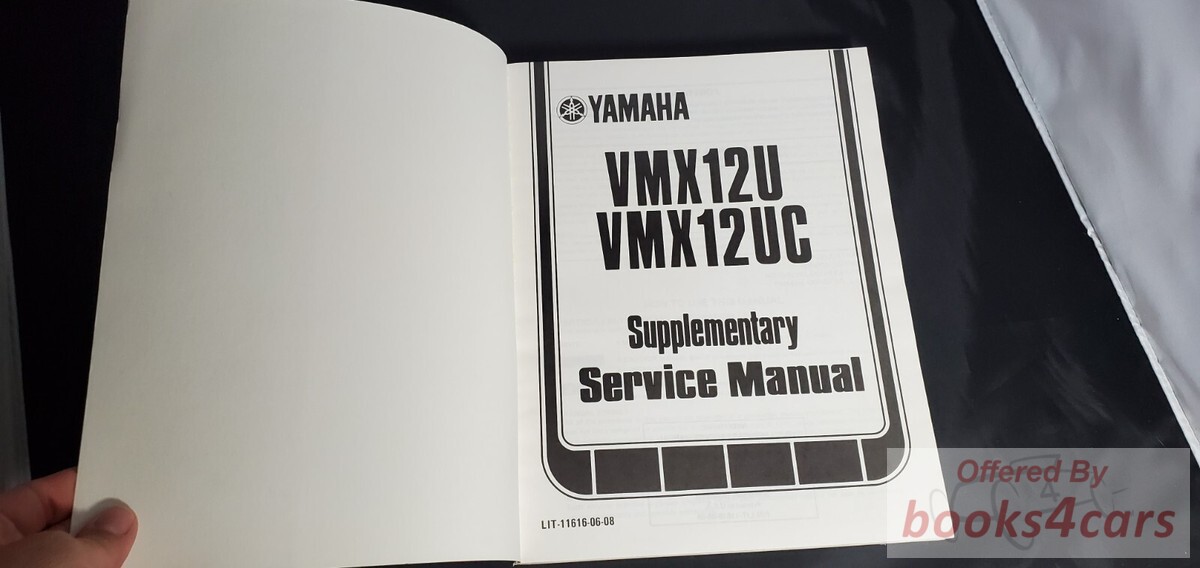 YAMAHA
VMX12U
VMX12UC
Supplementary
Service Manual
LIT-11616-06-08
Offered By
books4cars